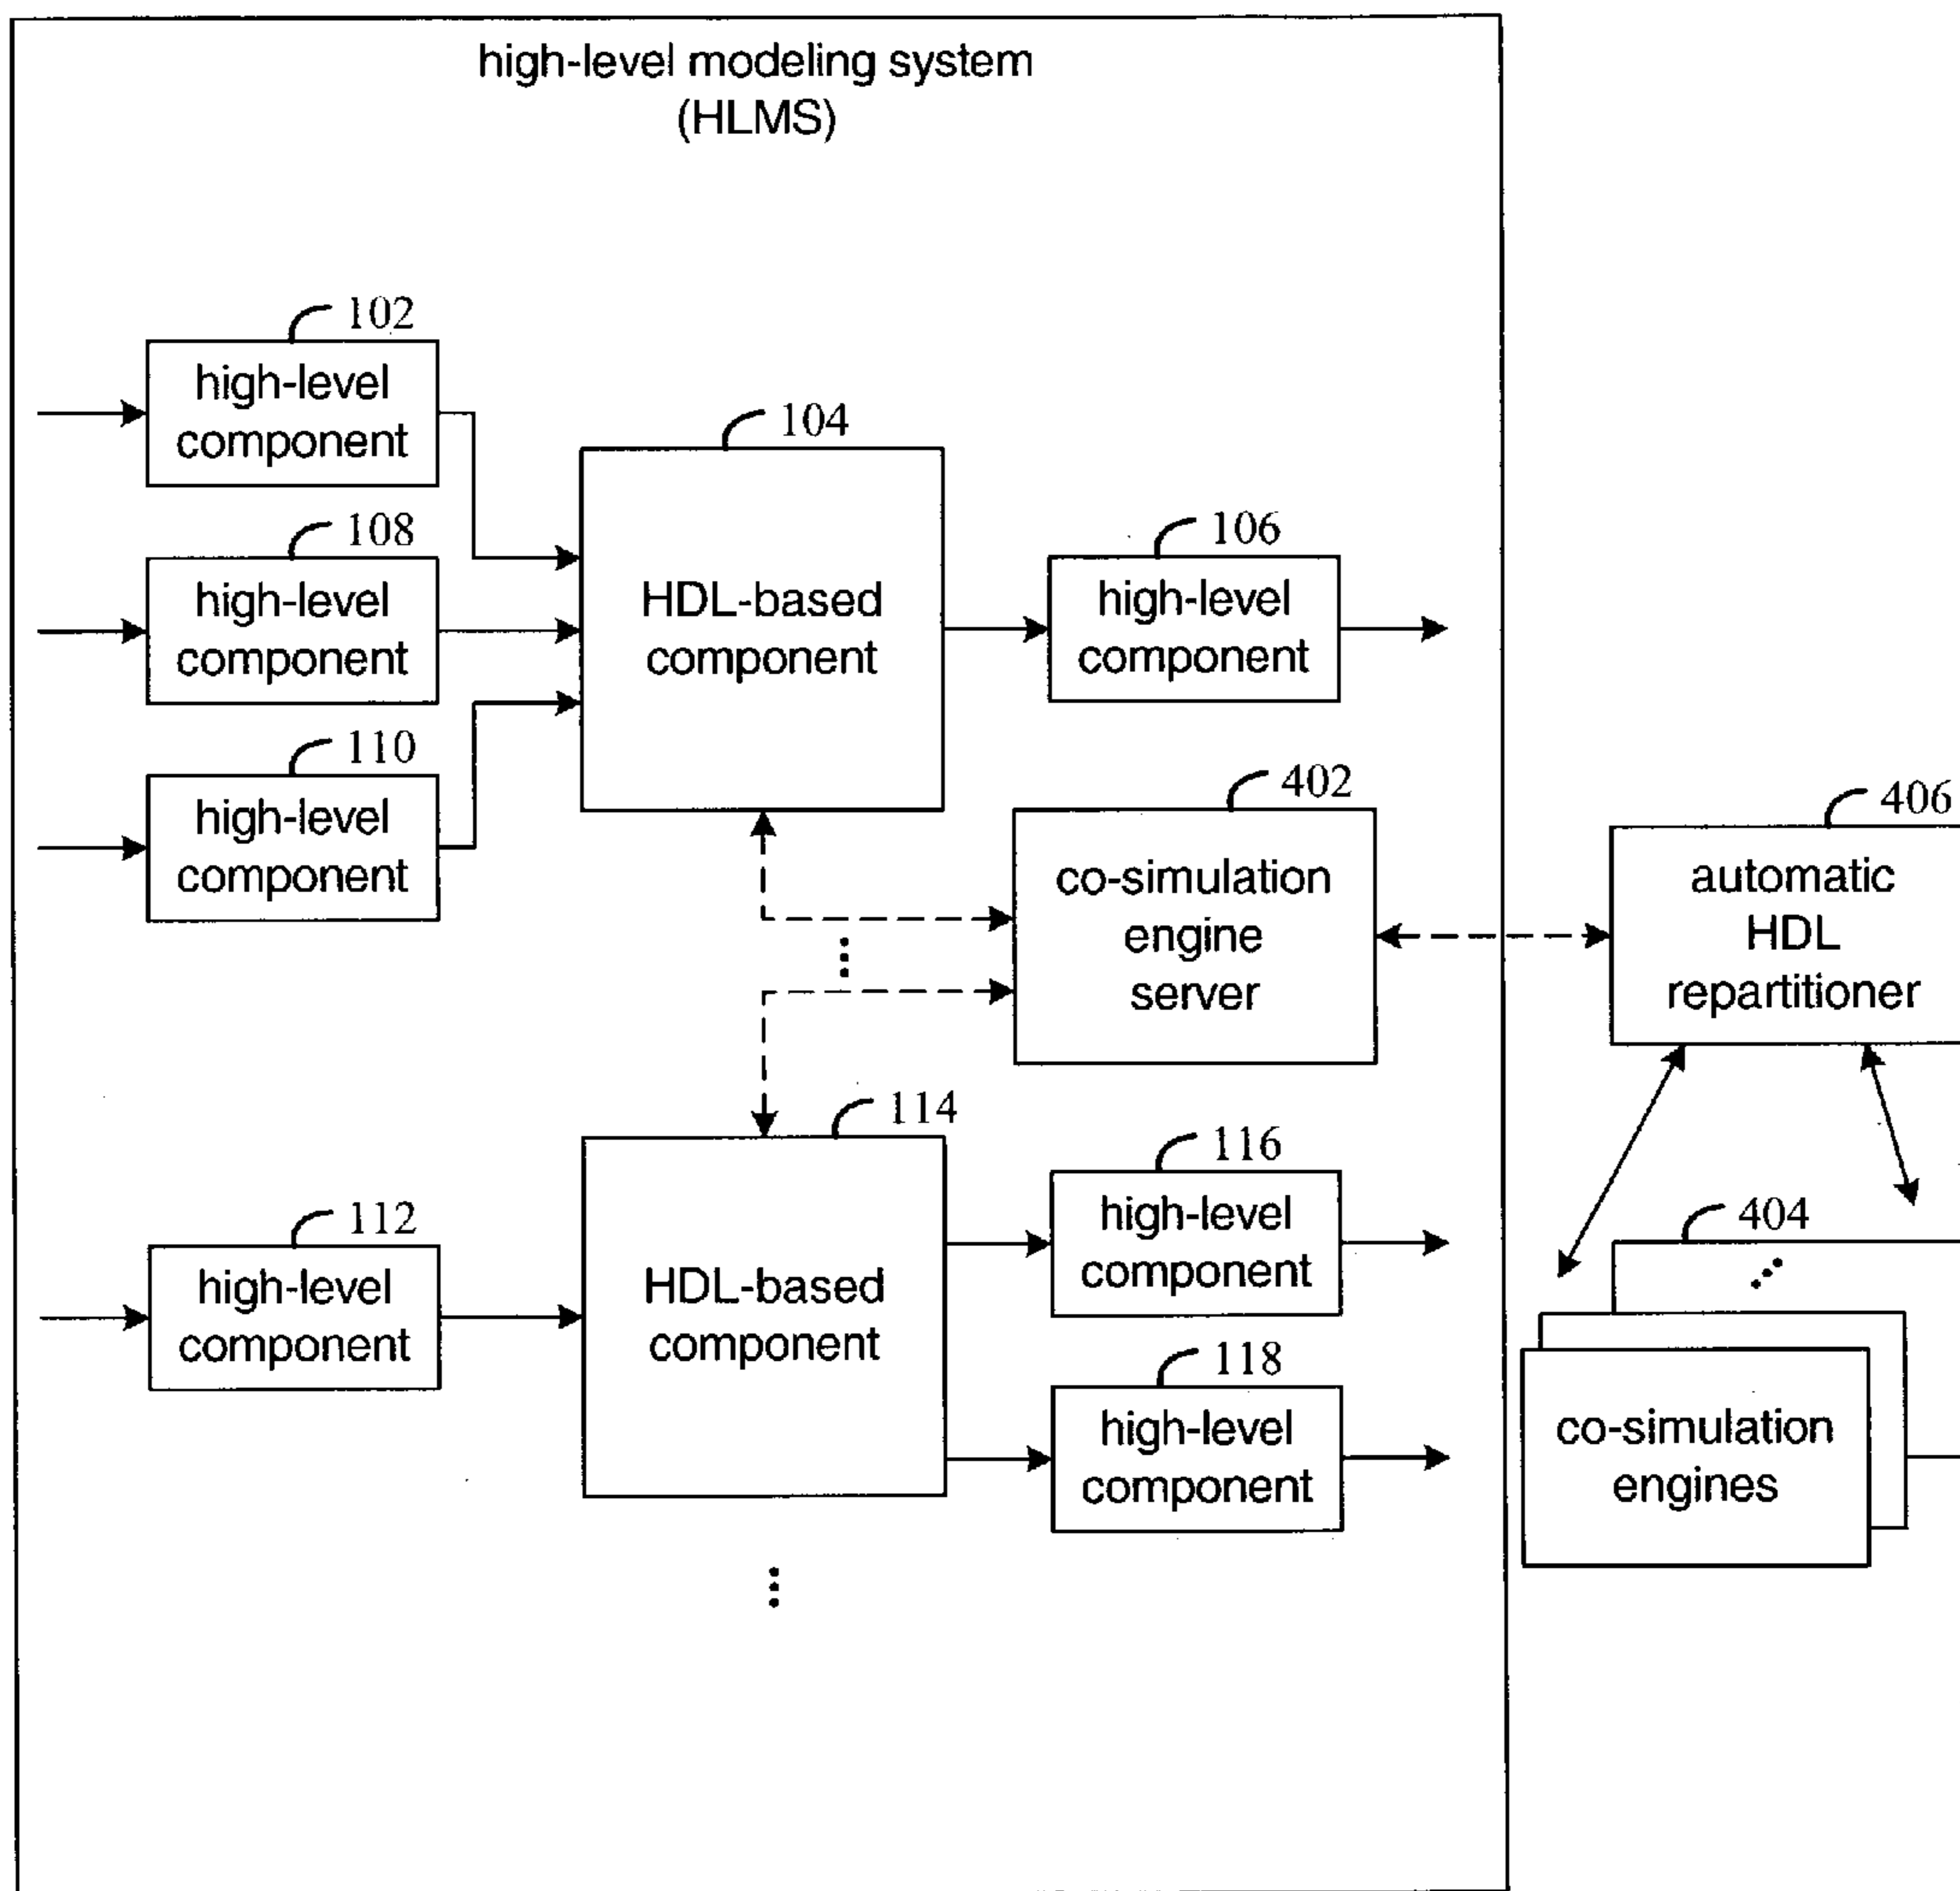 high-level modeling system
(HLMS)
102
high-level
component
104
HDL-based
component
108
high-level
component
106
high-level
component
110
high-level
component
402
co-simulation
engine
server
406
automatic
HDL
repartitioner
114
HDL-based
component
116
high-level
component
112
high-level
component
404
118
high-level
component
co-simulation
engines